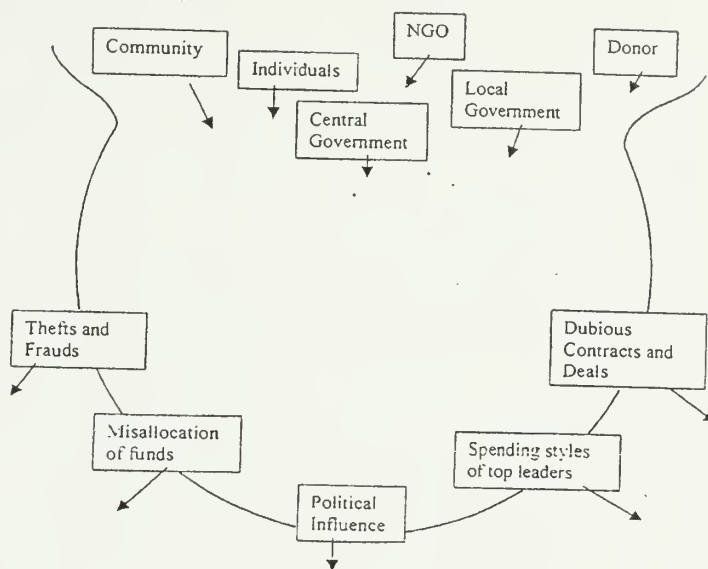 Community
Individuals
NGO
Donor
Central
Government
Local
Government
Thefts and
Frauds
Dubious
Contracts and
Deals
Misallocation
of funds
Spending styles
of top leaders
Political
Influence